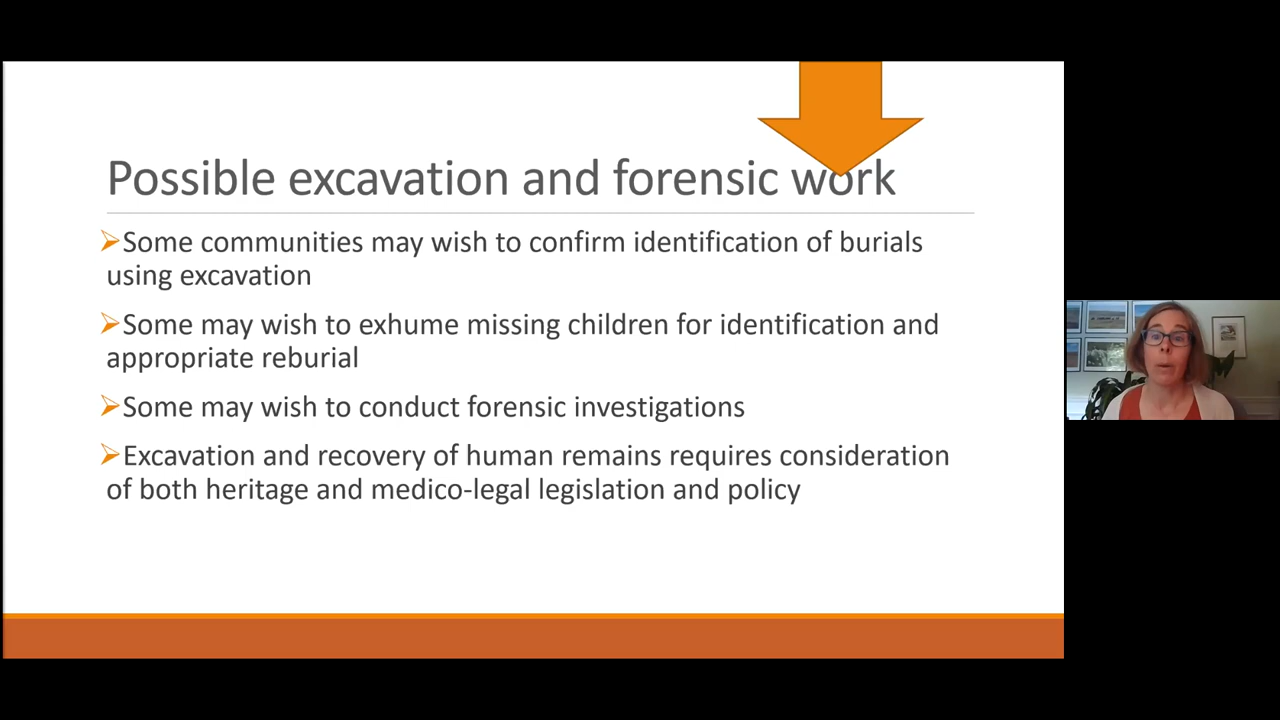 Possible excavation and forensic work
Some communities may wish to confirm identification of burials
using excavation
Some may wish to exhume missing children for identification and
appropriate reburial
Some may wish to conduct forensic investigations
Excavation and recovery of human remains requires consideration
of both heritage and medico-legal legislation and policy